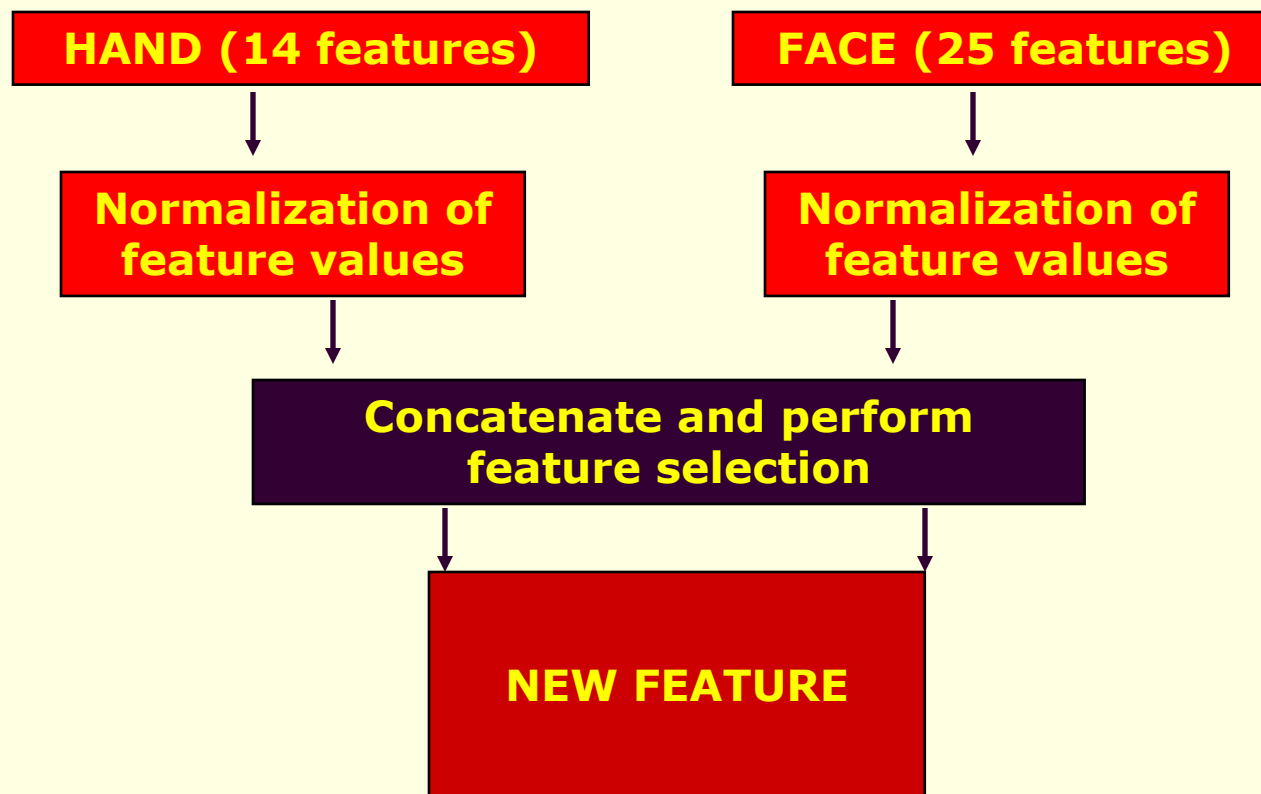 HAND (14 features)
FACE (25 features)
Normalization of
feature values
Normalization of
feature values
Concatenate and perform
feature selection
NEW FEATURE